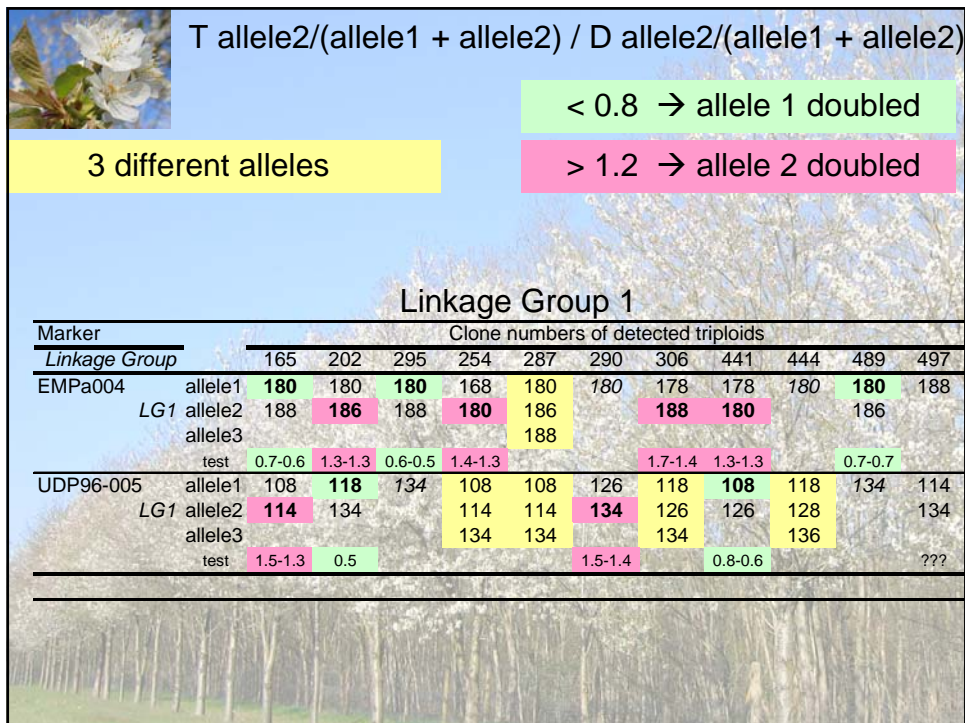 T allele2/(allele1 + allele2) / D allele2/(allele1 + allele2)
< 0.8 → allele 1 doubled
3 different alleles > 1.2 → allele 2 doubled
Linkage Group 1
Marker Clone numbers of detected triploids
Linkage Group 165 202 295 254 287 290 306 441 444 489 497
EMPa004 allele1 180 180 180 168 180 180 178 178 180 180 188
LG1 allele2 188 186 188 180 186 188 180 186
allele3 188
test 0.7-0.6 1.3-1.3 0.6-0.5 1.4-1.3 1.7-1.4 1.3-1.3 0.7-0.7
UDP96-005 allele1 108 118 134 108 108 126 118 108 118 134 114
LG1 allele2 114 134 114 114 134 126 126 128 134
allele3 134 134 134 136
test 1.5-1.3 0.5 1.5-1.4 0.8-0.6 ???